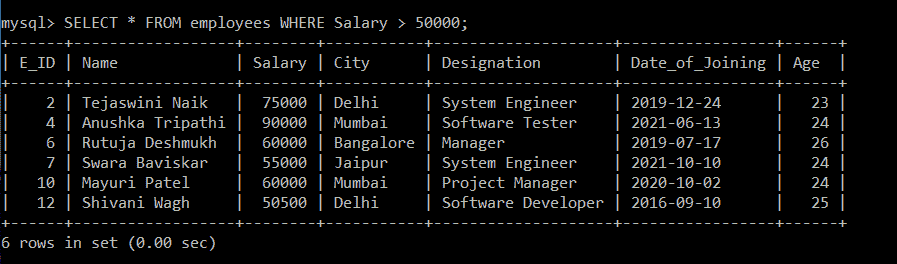 mysql> SELECT * FROM employees WHERE Salary > 50000;
+------+------------------+--------+-----------+--------------------+-----------------+------+
| E_ID | Name             | Salary | City      | Designation        | Date_of_Joining | Age  |
+------+------------------+--------+-----------+--------------------+-----------------+------+
|    2 | Tejaswini Naik   |  75000 | Delhi     | System Engineer    | 2019-12-24      |   23 |
|    4 | Anushka Tripathi |  90000 | Mumbai    | Software Tester    | 2021-06-13      |   24 |
|    6 | Rutuja Deshmukh  |  60000 | Bangalore | Manager            | 2019-07-17      |   26 |
|    7 | Swara Baviskar   |  55000 | Jaipur    | System Engineer    | 2021-10-10      |   24 |
|   10 | Mayuri Patel     |  60000 | Mumbai    | Project Manager    | 2020-10-02      |   24 |
|   12 | Shivani Wagh     |  50500 | Delhi     | Software Developer | 2016-09-10      |   25 |
+------+------------------+--------+-----------+--------------------+-----------------+------+
6 rows in set (0.00 sec)